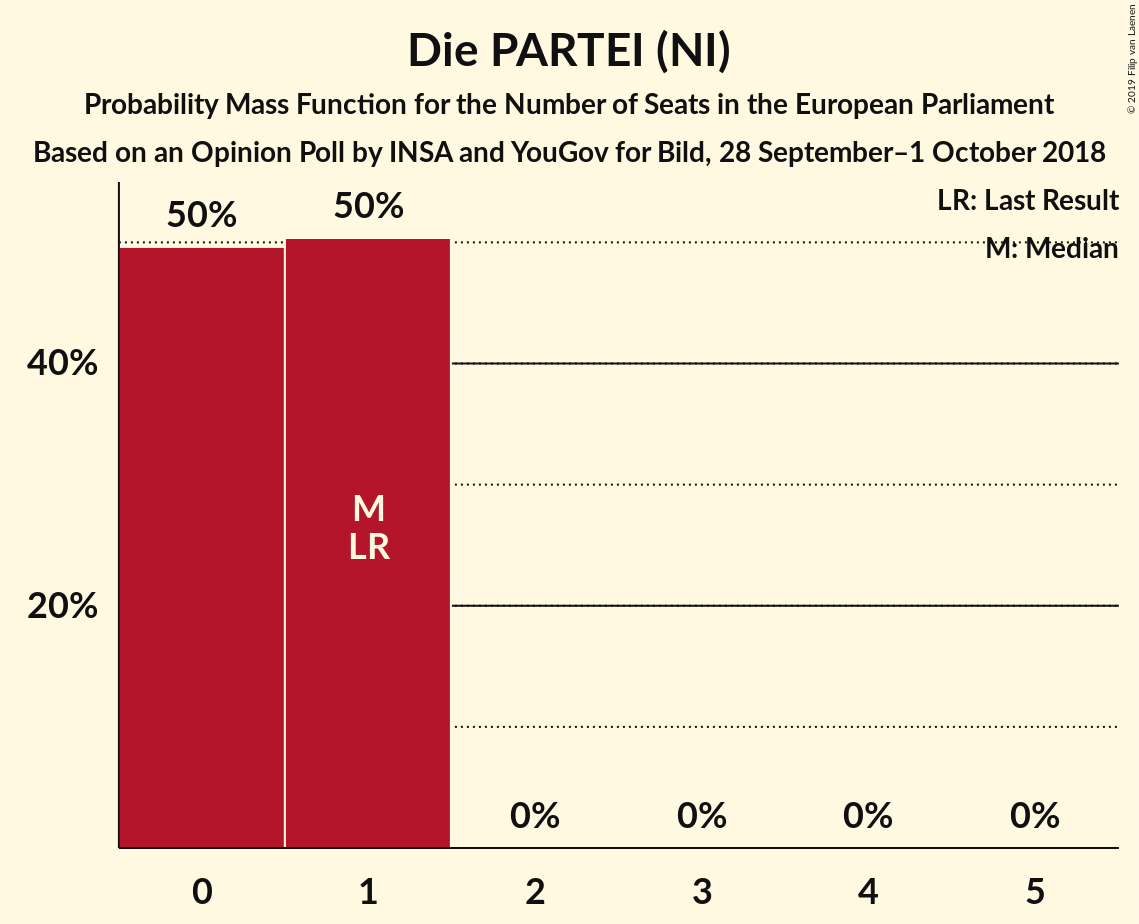 Die PARTEI (NI)
Probability Mass Function for the Number of Seats in the European Parliament
Based on an Opinion Poll by INSA and YouGov for Bild, 28 September–1 October 2018
© 2019 Filip van Laenen
LR: Last Result
M: Median
50%
50%
40%
20%
M
LR
0%
0%
0%
0%
0
1
2
3
4
5